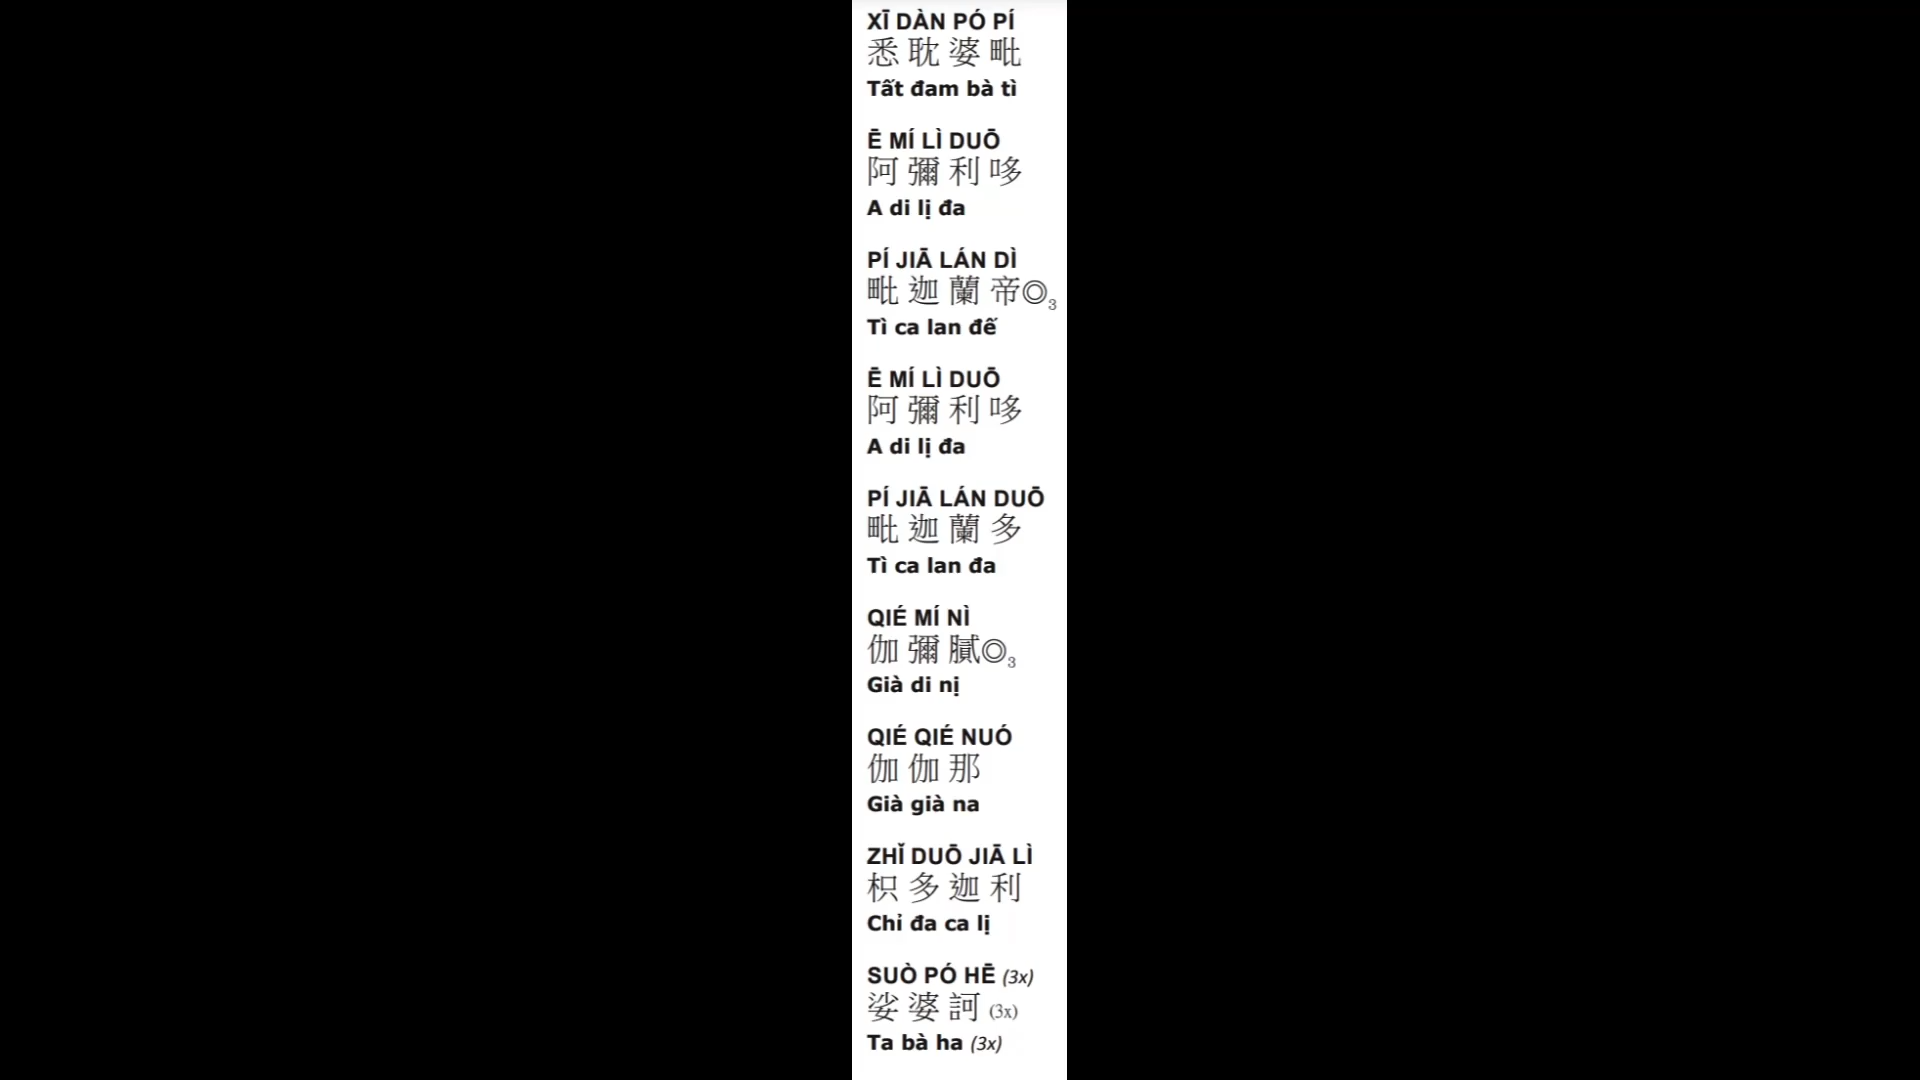 XĪ DÀN PÓ PÍ
悉 耽 婆 毗
Tất đam bà tì
Ē MÍ LÌ DUŌ
阿 彌 利 哆
A di lị đa
PÍ JIĀ LÁN DÌ
毗 迦 蘭 帝◎3
Tì ca lan đế
Ē MÍ LÌ DUŌ
阿 彌 利 哆
A di lị đa
PÍ JIĀ LÁN DUŌ
毗 迦 蘭 多
Tì ca lan đa
QIÉ MÍ NÌ
伽 彌 膩◎3
Già di nị
QIÉ QIÉ NUÓ
伽 伽 那
Già già na
ZHǏ DUŌ JIĀ LÌ
枳 多 迦 利
Chỉ đa ca lị
SUÒ PÓ HĒ (3x)
娑 婆 訶 (3x)
Ta bà ha (3x)